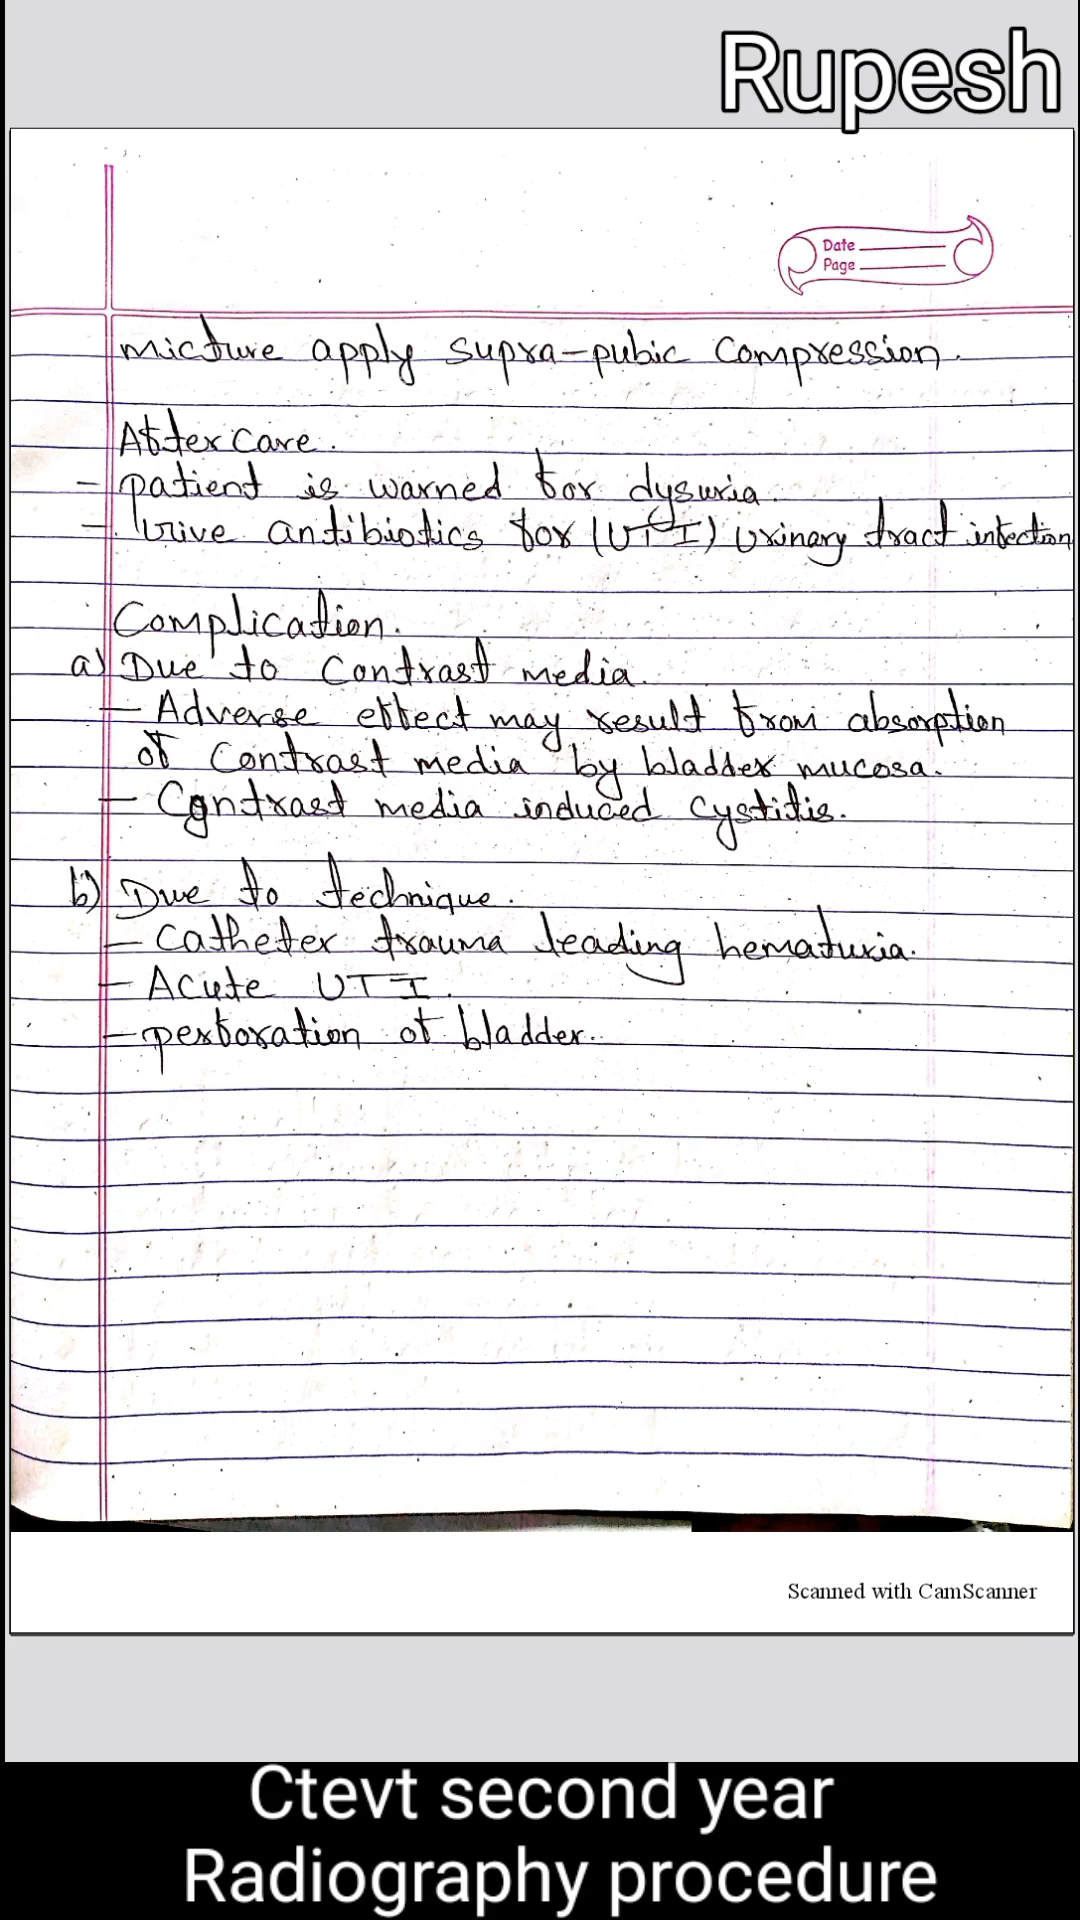 Rupesh
Date
Page
micture apply supra-pubic compression.
After care.
- patient is warned for dysuria.
- Give antibiotics for (UTI) urinary tract infection
Complication.
a) Due to contrast media.
- Adverse effect may result from absorption
of contrast media by bladder mucosa.
- Contrast media induced cystitis.
b) Due to technique.
- Catheter trauma leading hematuria.
- Acute UTI.
- perforation of bladder.
Scanned with CamScanner
Ctevt second year
Radiography procedure